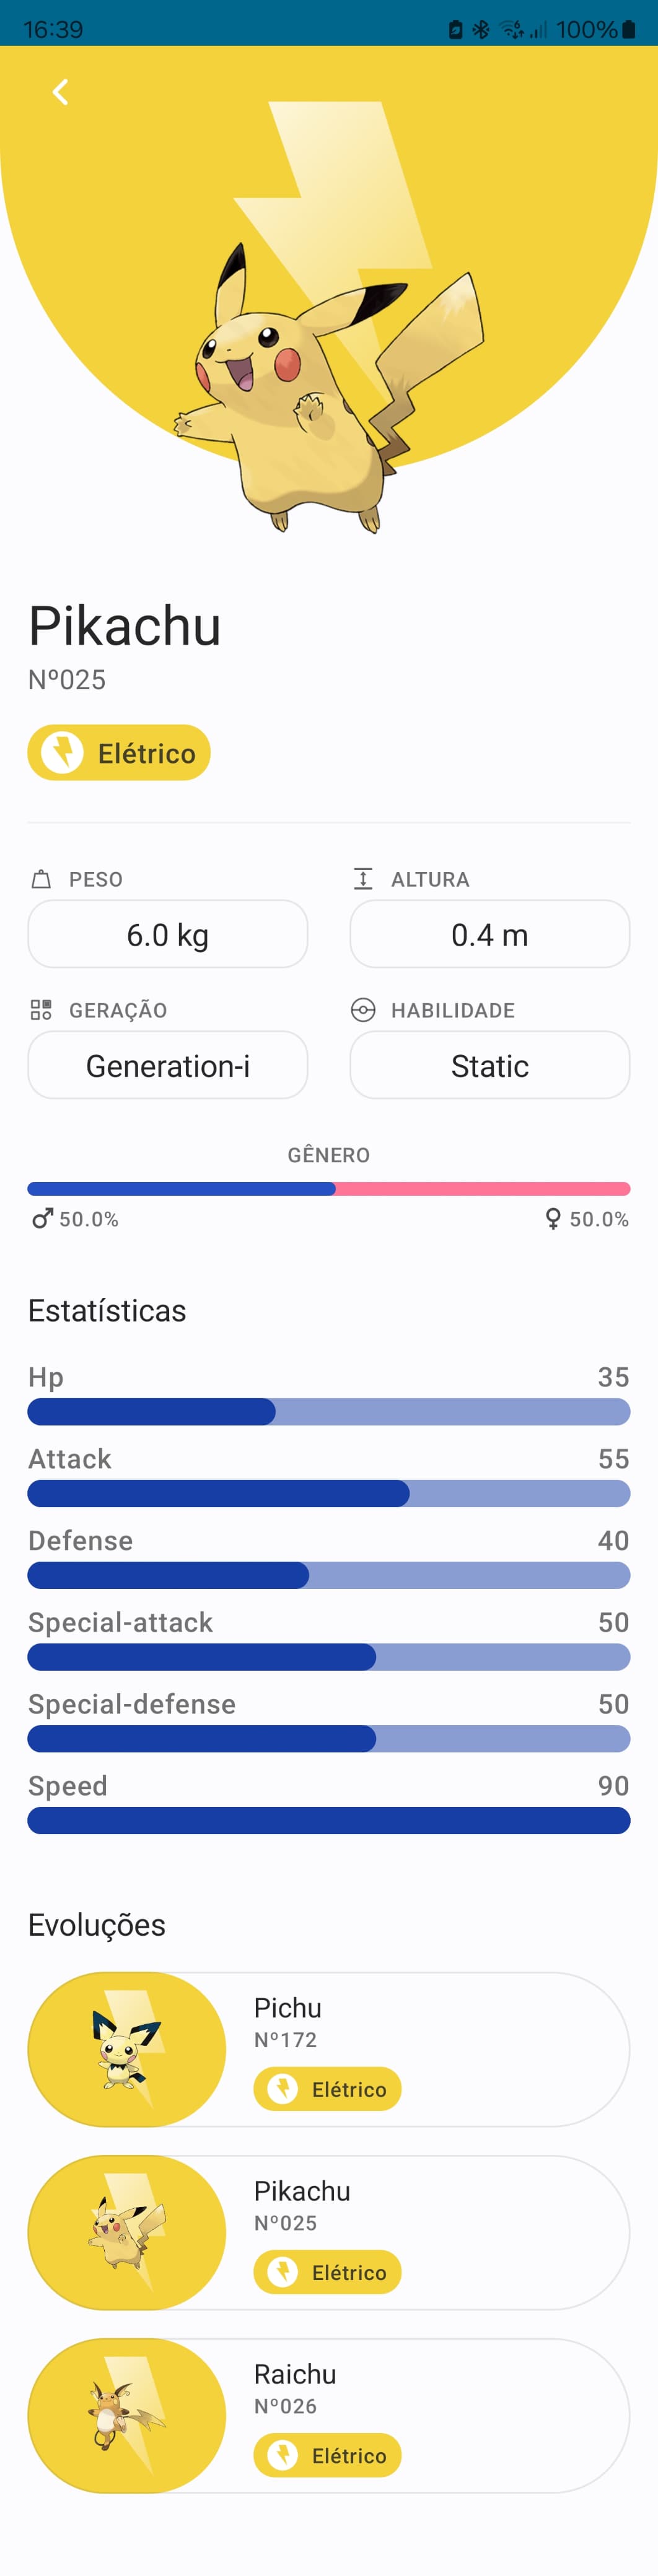 16:39
100%
Pikachu
Nº025
Elétrico
PESO
ALTURA
6.0 kg
0.4 m
GERAÇÃO
HABILIDADE
Generation-i
Static
GÊNERO
♂ 50.0%
♀ 50.0%
Estatísticas
Hp 35
Attack 55
Defense 40
Special-attack 50
Special-defense 50
Speed 90
Evoluções
Pichu
Nº172
Elétrico
Pikachu
Nº025
Elétrico
Raichu
Nº026
Elétrico